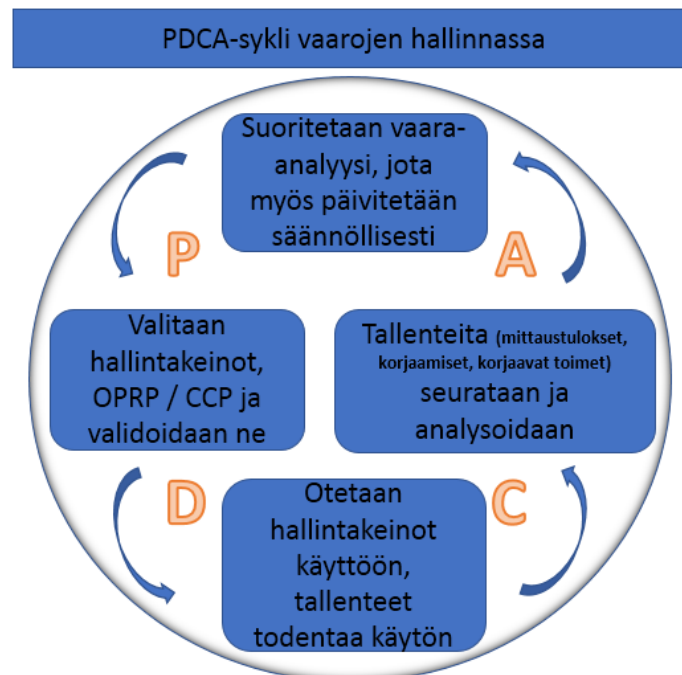 PDCA-sykli vaarojen hallinnassa
Suoritetaan vaara-
analyysi, jota
myös päivitetään
säännöllisesti
P
A
Valitaan
hallintakeinot,
OPRP / CCP ja
validoidaan ne
Tallenteita (mittaustulokset,
korjaamiset, korjaavat toimet)
seurataan ja
analysoidaan
D
C
Otetaan
hallintakeinot
käyttöön,
tallenteet
todentaa käytön